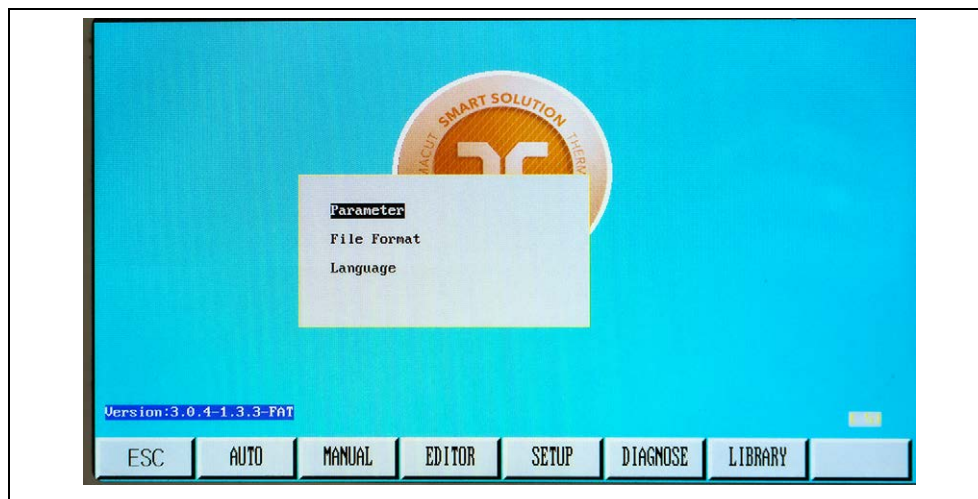 SMART SOLUTION
Parameter
File Format
Language
Version:3.0.4-1.3.3-FAT
ESC AUTO MANUAL EDITOR SETUP DIAGNOSE LIBRARY